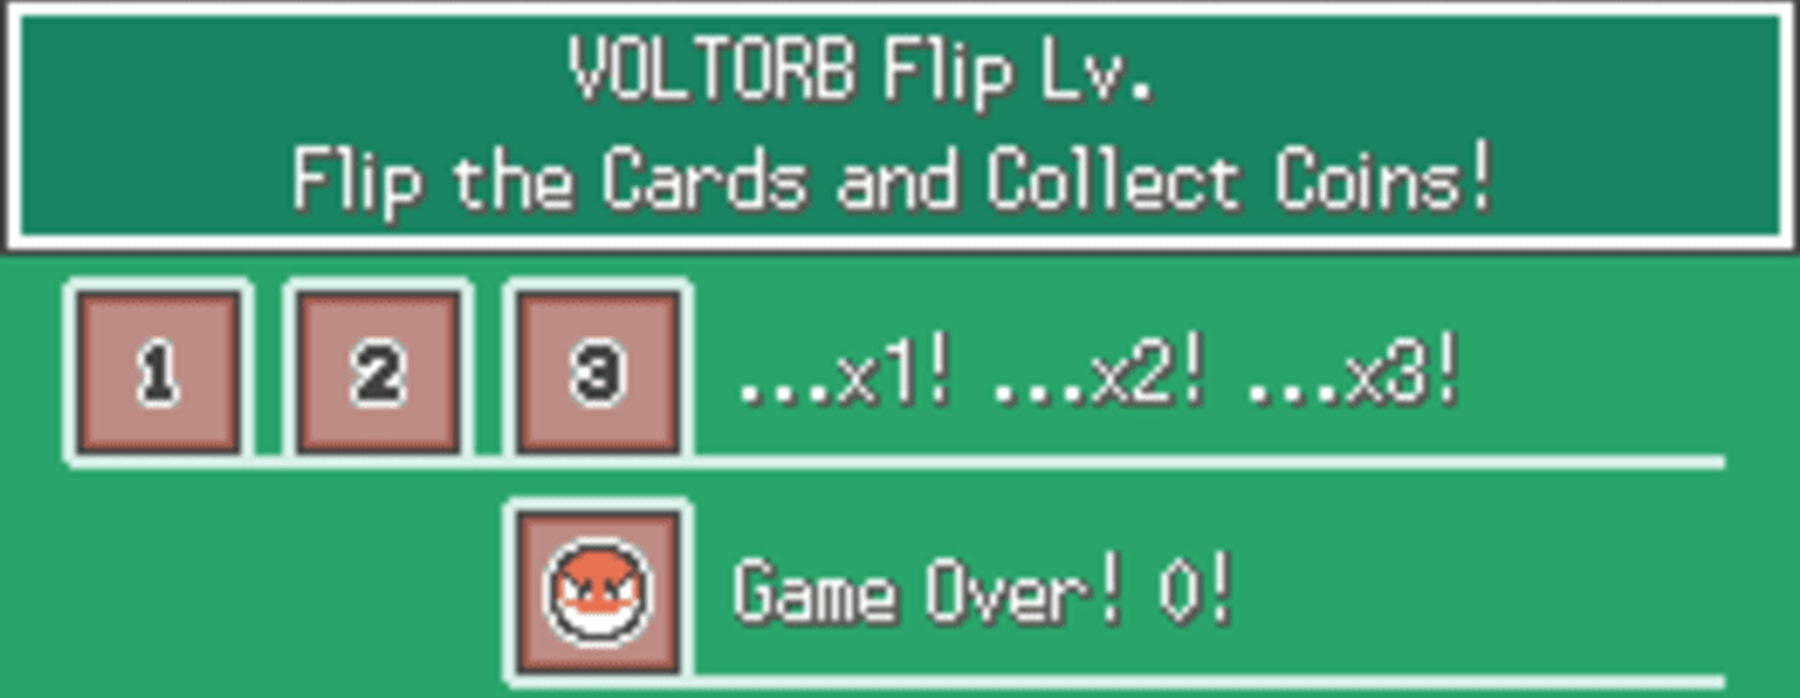 VOLTORB Flip Lv.
Flip the Cards and Collect Coins!
1 2 3 ...x1! ...x2! ...x3!
Game Over! 0!